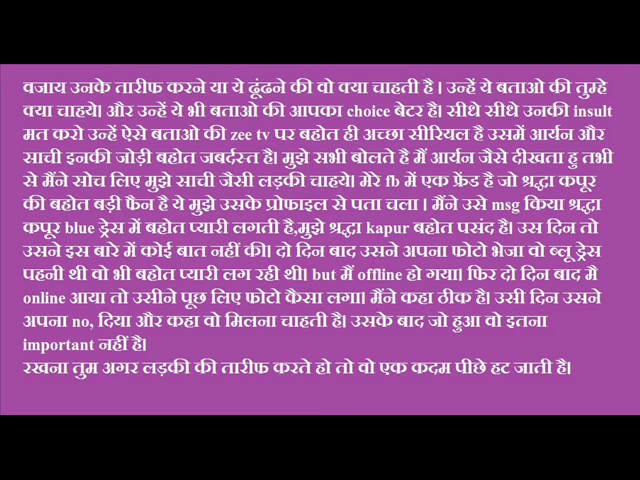 वजाय उनके तारीफ करने या ये ढूंढने की वो क्या चाहती है। उन्हें ये बताओ की तुम्हे
क्या चाहये। और उन्हें ये भी बताओ की आपका choice बेटर है। सीधे सीधे उनकी insult
मत करो उन्हें ऐसे बताओ की zee tv पर बहोत ही अच्छा सीरियल है उसमें आर्यन और
साची इनकी जोड़ी बहोत जबर्दस्त है। मुझे सभी बोलते है मैं आर्यन जैसे दीखता हु तभी
से मैंने सोच लिए मुझे साची जैसी लड़की चाहये। मेरे fb में एक फ्रेंड है जो श्रद्धा कपूर
की बहोत बड़ी फैन है ये मुझे उसके प्रोफाइल से पता चला । मैंने उसे msg किया श्रद्धा
कपूर blue ड्रेस में बहोत प्यारी लगती है,मुझे श्रद्धा kapur बहोत पसंद है। उस दिन तो
उसने इस बारे में कोई बात नहीं की। दो दिन बाद उसने अपना फोटो भेजा वो ब्लू ड्रेस
पहनी थी वो भी बहोत प्यारी लग रही थी। but मैं offline हो गया। फिर दो दिन बाद मै
online आया तो उसीने पूछ लिए फोटो कैसा लगा। मैंने कहा ठीक है। उसी दिन उसने
अपना no, दिया और कहा वो मिलना चाहती है। उसके बाद जो हुआ वो इतना
important नहीं है।
रखना तुम अगर लड़की की तारीफ करते हो तो वो एक कदम पीछे हट जाती है।